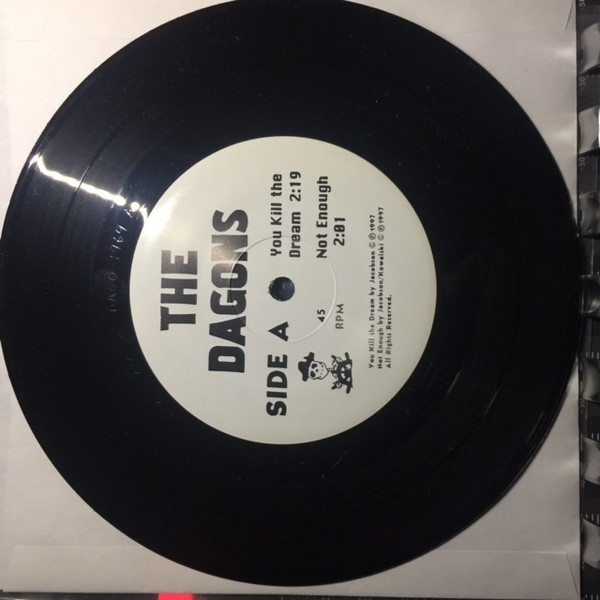 THE
DAGONS
SIDE A
You Kill the
Dream 2:19
Not Enough
2:01
45
RPM
You Kill the Dream by Jacobson © ℗ 1997
Not Enough by Jacobson/Kowalski © ℗ 1997
All Rights Reserved.